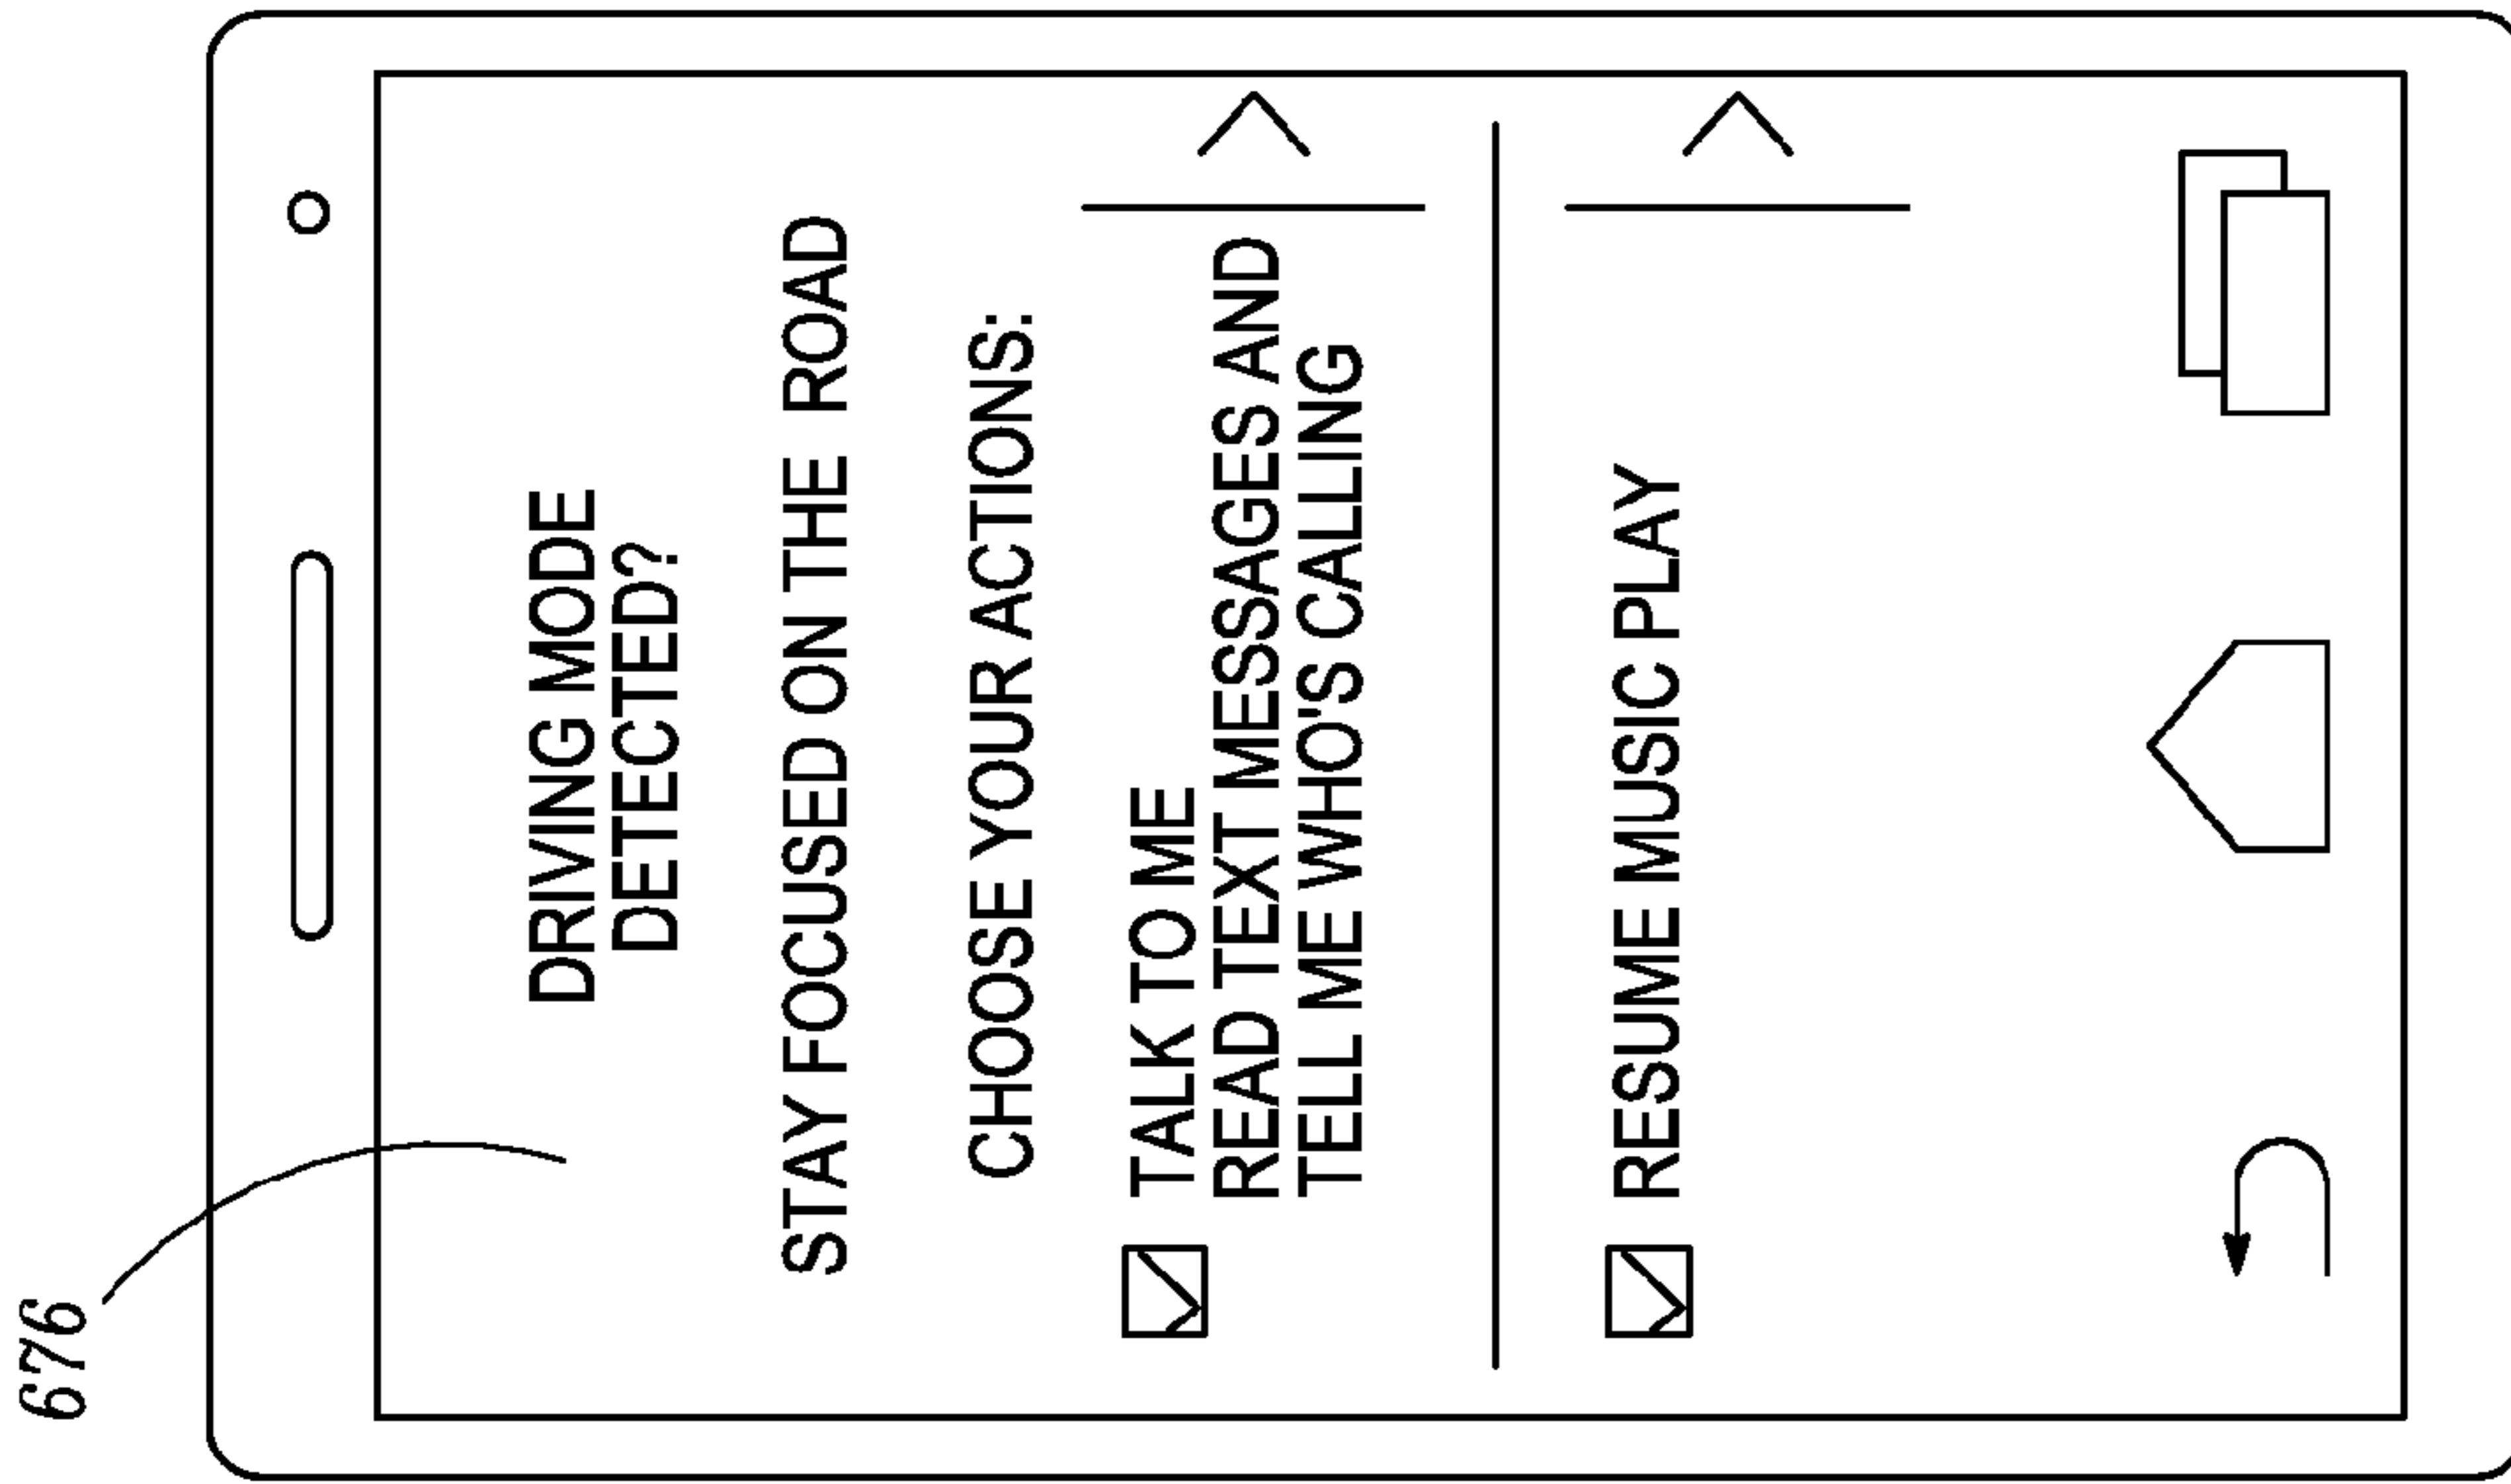 676
DRIVING MODE
DETECTED?
STAY FOCUSED ON THE ROAD
CHOOSE YOUR ACTIONS:
TALK TO ME
READ TEXT MESSAGES AND
TELL ME WHO'S CALLING
RESUME MUSIC PLAY